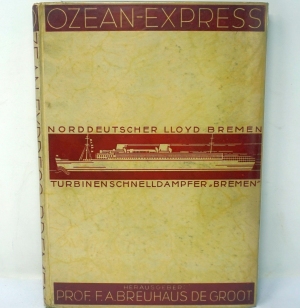 OZEAN=EXPRESS
NORDDEUTSCHER LLOYD BREMEN
TURBINENSCHNELLDAMPFER „BREMEN”
HERAUSGEBER
PROF. F. A. BREUHAUS DE GROOT